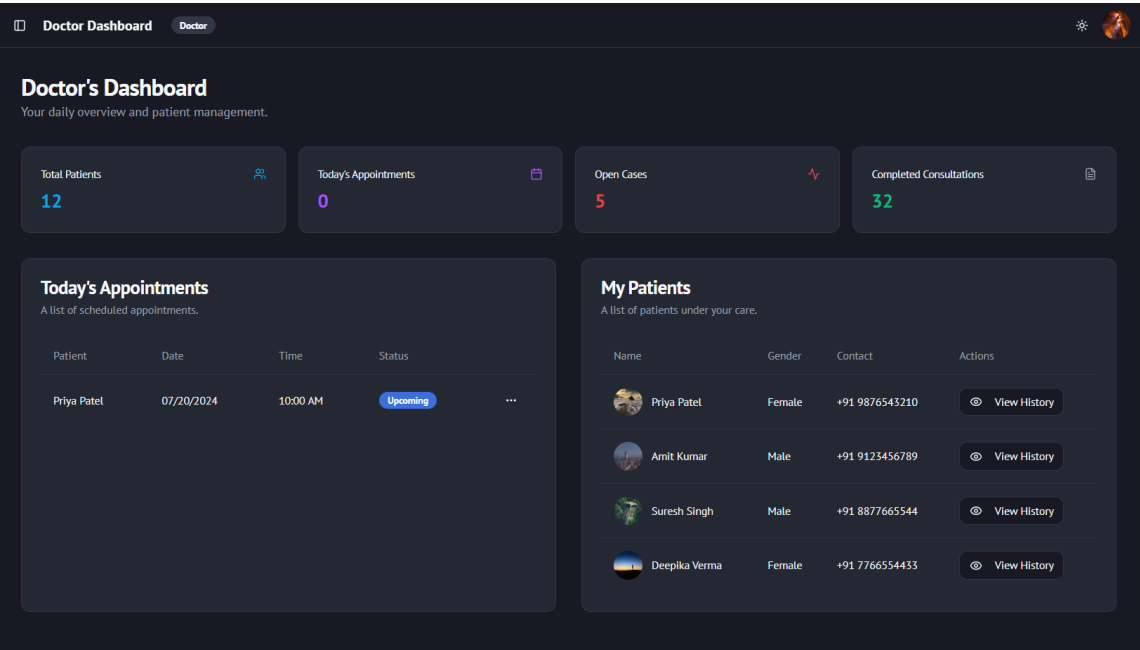 Doctor Dashboard Doctor
Doctor's Dashboard
Your daily overview and patient management.
Total Patients
12
Today's Appointments
0
Open Cases
5
Completed Consultations
32
Today's Appointments
A list of scheduled appointments.
Patient Date Time Status
Priya Patel 07/20/2024 10:00 AM Upcoming ···
My Patients
A list of patients under your care.
Name Gender Contact Actions
Priya Patel Female +91 9876543210 View History
Amit Kumar Male +91 9123456789 View History
Suresh Singh Male +91 8877665544 View History
Deepika Verma Female +91 7766554433 View History